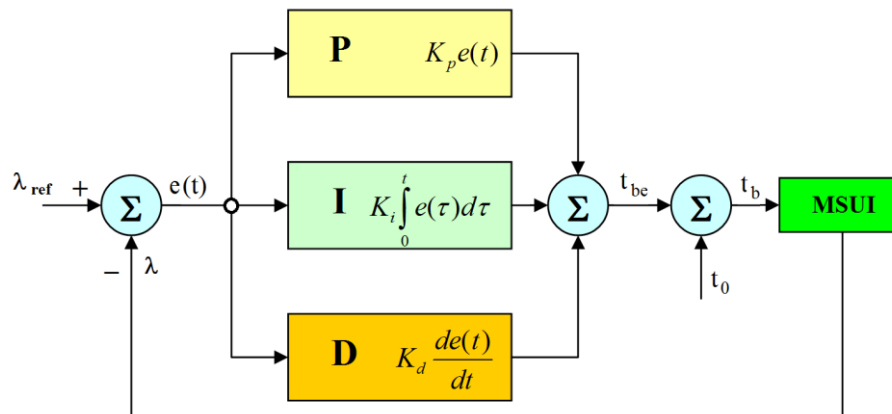 P K_p e(t)
λ_ref + Σ e(t)
I K_i ∫_0^t e(τ)dτ
Σ t_be Σ t_b MSUI
− λ
t_0
D K_d de(t)/dt